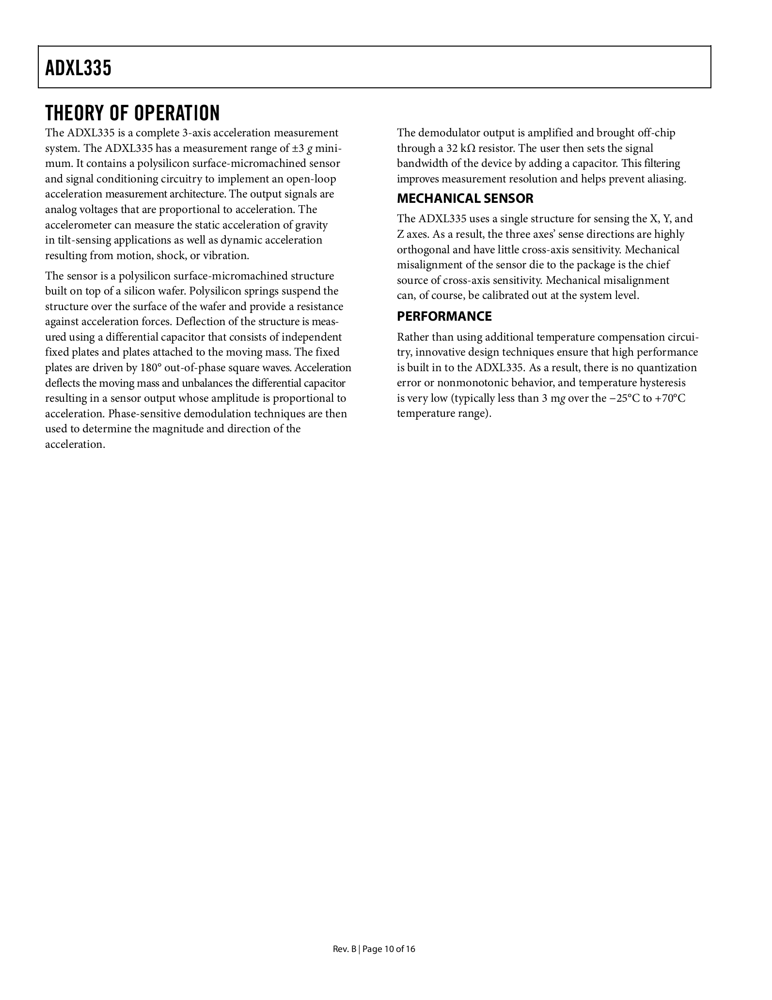 ADXL335
THEORY OF OPERATION
The ADXL335 is a complete 3-axis acceleration measurement
system. The ADXL335 has a measurement range of ±3 g mini-
mum. It contains a polysilicon surface-micromachined sensor
and signal conditioning circuitry to implement an open-loop
acceleration measurement architecture. The output signals are
analog voltages that are proportional to acceleration. The
accelerometer can measure the static acceleration of gravity
in tilt-sensing applications as well as dynamic acceleration
resulting from motion, shock, or vibration.
The sensor is a polysilicon surface-micromachined structure
built on top of a silicon wafer. Polysilicon springs suspend the
structure over the surface of the wafer and provide a resistance
against acceleration forces. Deflection of the structure is meas-
ured using a differential capacitor that consists of independent
fixed plates and plates attached to the moving mass. The fixed
plates are driven by 180° out-of-phase square waves. Acceleration
deflects the moving mass and unbalances the differential capacitor
resulting in a sensor output whose amplitude is proportional to
acceleration. Phase-sensitive demodulation techniques are then
used to determine the magnitude and direction of the
acceleration.
The demodulator output is amplified and brought off-chip
through a 32 kΩ resistor. The user then sets the signal
bandwidth of the device by adding a capacitor. This filtering
improves measurement resolution and helps prevent aliasing.
MECHANICAL SENSOR
The ADXL335 uses a single structure for sensing the X, Y, and
Z axes. As a result, the three axes’ sense directions are highly
orthogonal and have little cross-axis sensitivity. Mechanical
misalignment of the sensor die to the package is the chief
source of cross-axis sensitivity. Mechanical misalignment
can, of course, be calibrated out at the system level.
PERFORMANCE
Rather than using additional temperature compensation circui-
try, innovative design techniques ensure that high performance
is built in to the ADXL335. As a result, there is no quantization
error or nonmonotonic behavior, and temperature hysteresis
is very low (typically less than 3 mg over the −25°C to +70°C
temperature range).
Rev. B | Page 10 of 16